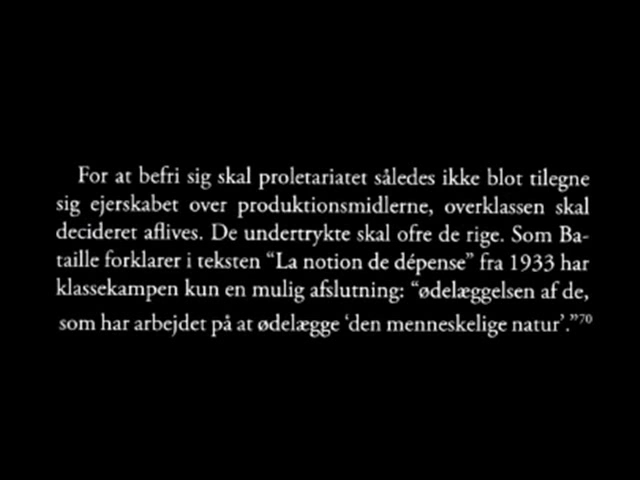 For at befri sig skal proletariatet således ikke blot tilegne
sig ejerskabet over produktionsmidlerne, overklassen skal
decideret aflives. De undertrykte skal ofre de rige. Som Ba-
taille forklarer i teksten “La notion de dépense” fra 1933 har
klassekampen kun en mulig afslutning: “ødelæggelsen af de,
som har arbejdet på at ødelægge ‘den menneskelige natur’.”70